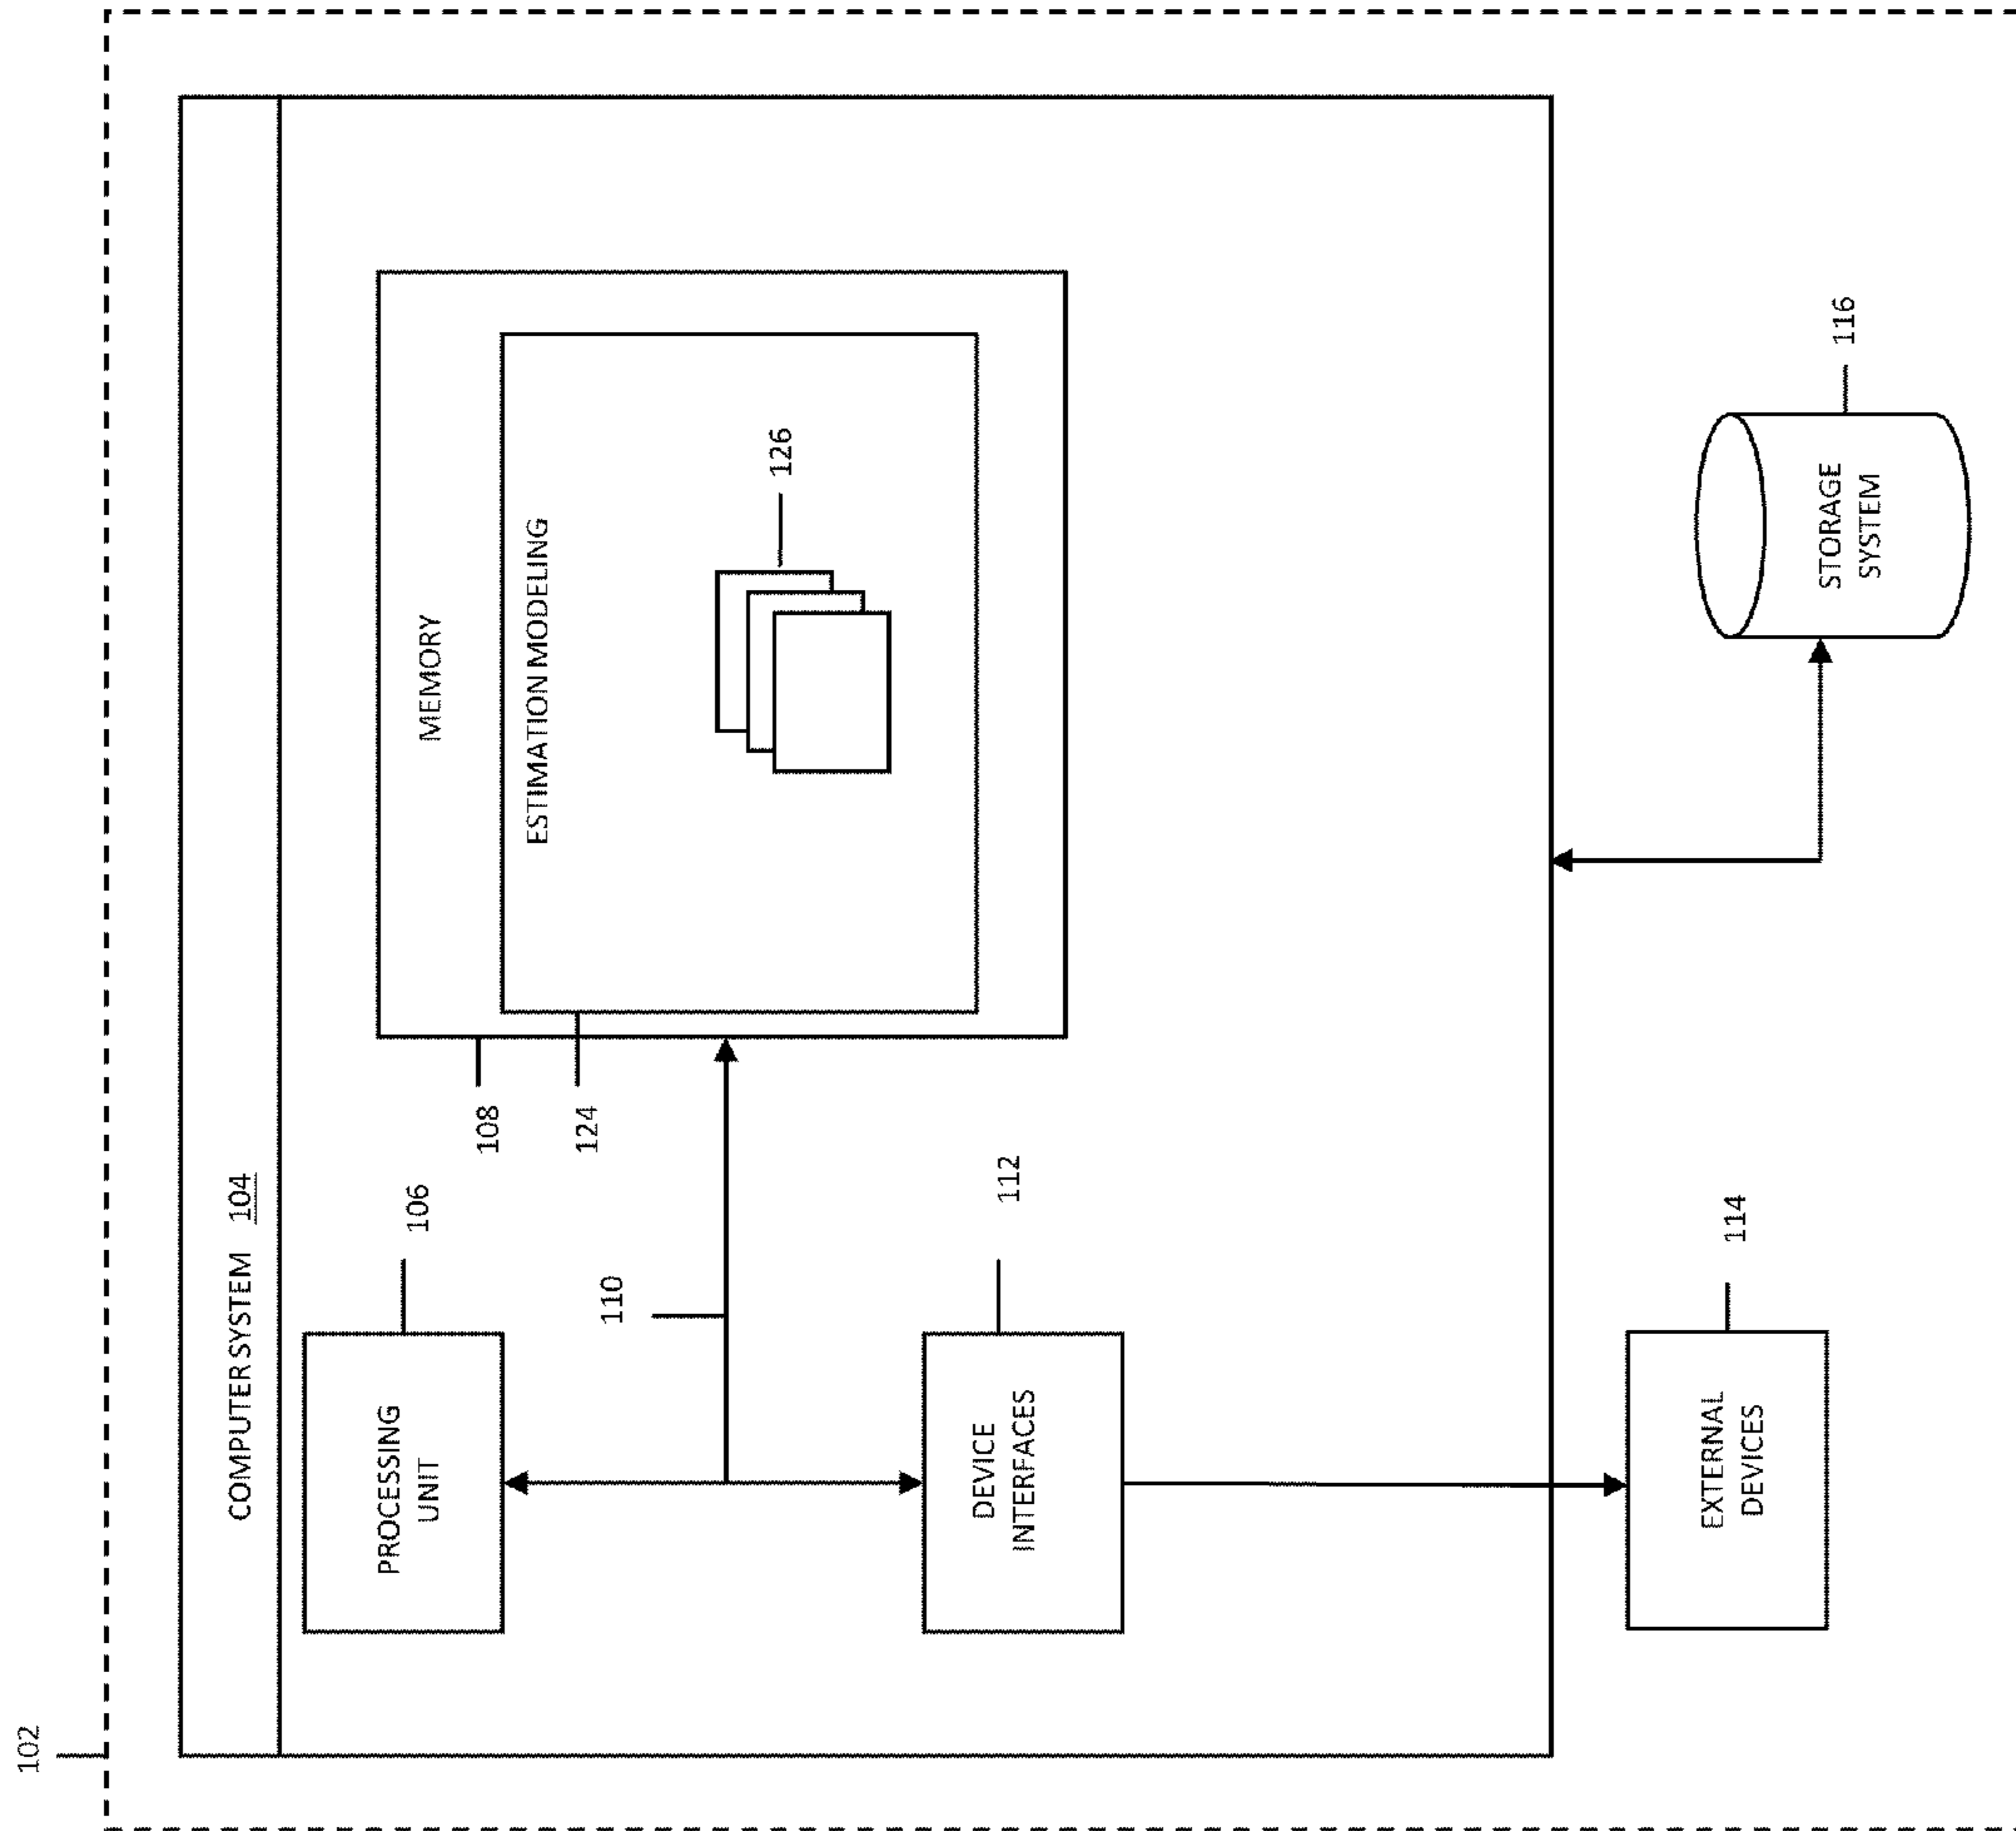 102
COMPUTER SYSTEM 104
PROCESSING
UNIT
106
108
MEMORY
124
ESTIMATION MODELING
126
110
DEVICE
INTERFACES
112
EXTERNAL
DEVICES
114
STORAGE
SYSTEM
116